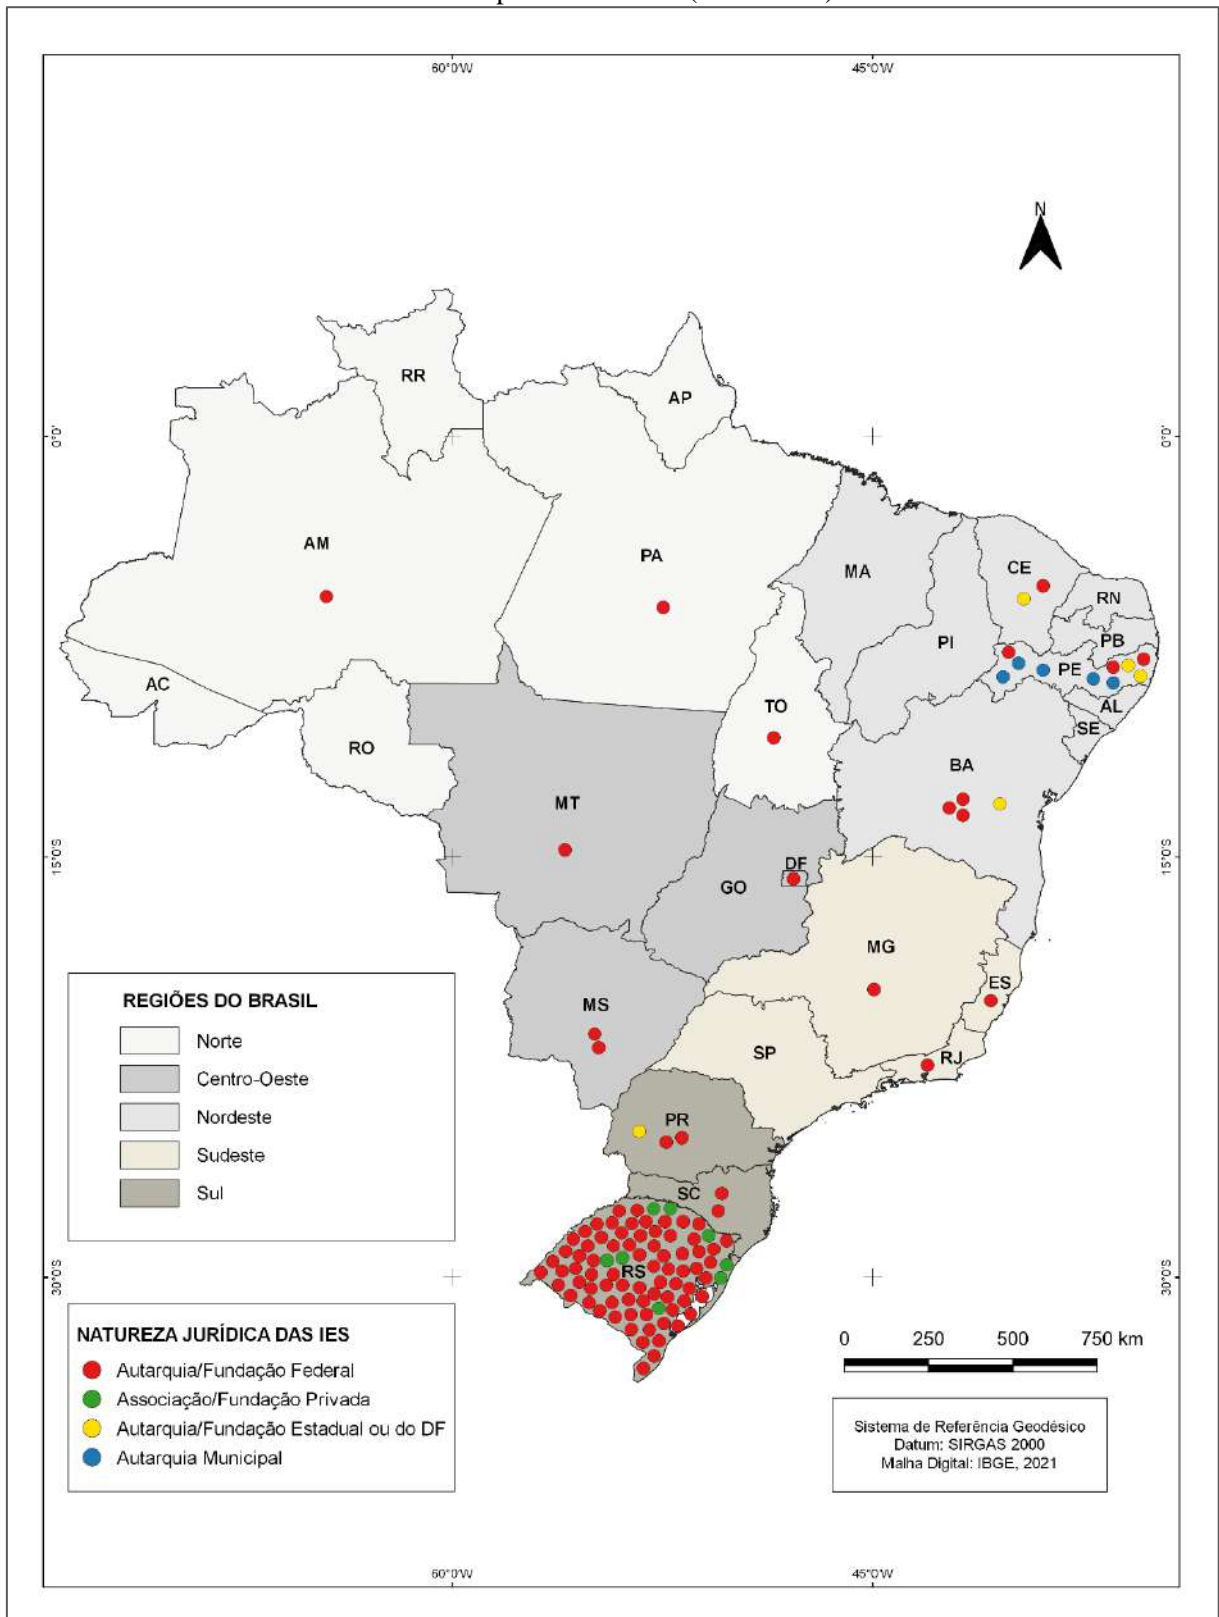 60°0'W 45°0'W
N
RR
AP
0°0' 0°0'
AM
PA
MA
CE
RN
PI
PB
PE
AC
TO
AL
RO
SE
BA
MT
DF
15°0'S 15°0'S
GO
MG
ES
REGIÕES DO BRASIL
MS
Norte
SP
RJ
Centro-Oeste
Nordeste
PR
Sudeste
Sul
SC
RS
30°0'S 30°0'S
NATUREZA JURÍDICA DAS IES
Autarquia/Fundação Federal
Associação/Fundação Privada
Autarquia/Fundação Estadual ou do DF
Autarquia Municipal
0 250 500 750 km
Sistema de Referência Geodésico
Datum: SIRGAS 2000
Malha Digital: IBGE, 2021
60°0'W 45°0'W